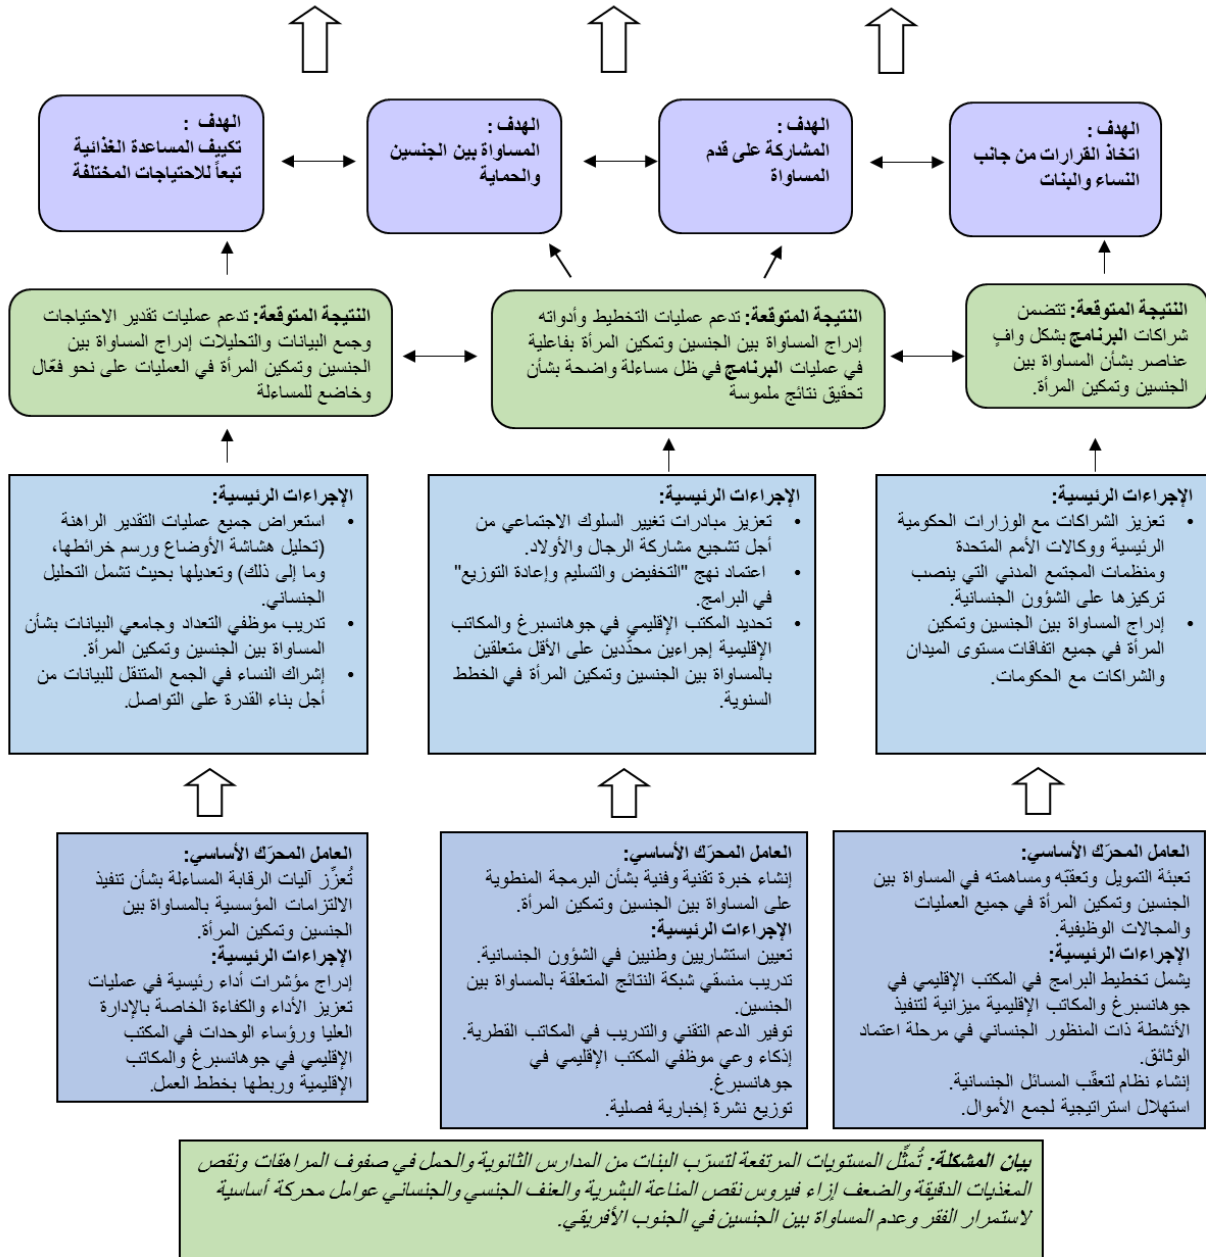 الهدف :
اتخاذ القرارات من جانب
النساء والبنات
الهدف :
المشاركة على قدم
المساواة
الهدف :
المساواة بين الجنسين
والحماية
الهدف :
تكييف المساعدة الغذائية
تبعاً للاحتياجات المختلفة
النتيجة المتوقعة: تتضمن
شراكات البرنامج بشكل وافٍ
عناصر بشأن المساواة بين
الجنسين وتمكين المرأة.
النتيجة المتوقعة: تدعم عمليات التخطيط وأدواته
إدراج المساواة بين الجنسين وتمكين المرأة بفاعلية
في عمليات البرنامج في ظل مساءلة واضحة بشأن
تحقيق نتائج ملموسة
النتيجة المتوقعة: تدعم عمليات تقدير الاحتياجات
وجمع البيانات والتحليلات إدراج المساواة بين
الجنسين وتمكين المرأة في العمليات على نحو فعّال
وخاضع للمساءلة
الإجراءات الرئيسية:
• تعزيز الشراكات مع الوزارات الحكومية
الرئيسية ووكالات الأمم المتحدة
ومنظمات المجتمع المدني التي ينصب
تركيزها على الشؤون الجنسانية.
• إدراج المساواة بين الجنسين وتمكين
المرأة في جميع اتفاقات مستوى الميدان
والشراكات مع الحكومات.
الإجراءات الرئيسية:
• تعزيز مبادرات تغيير السلوك الاجتماعي من
أجل تشجيع مشاركة الرجال والأولاد.
• اعتماد نهج "التخفيض والتسليم وإعادة التوزيع"
في البرامج.
• تحديد المكتب الإقليمي في جوهانسبرغ والمكاتب
الإقليمية إجراءين محدَّدين على الأقل متعلقين
بالمساواة بين الجنسين وتمكين المرأة في الخطط
السنوية.
الإجراءات الرئيسية:
• استعراض جميع عمليات التقدير الراهنة
(تحليل هشاشة الأوضاع ورسم خرائطها،
وما إلى ذلك) وتعديلها بحيث تشمل التحليل
الجنساني.
• تدريب موظفي التعداد وجامعي البيانات بشأن
المساواة بين الجنسين وتمكين المرأة.
• إشراك النساء في الجمع المتنقل للبيانات من
أجل بناء القدرة على التواصل.
العامل المحرّك الأساسي:
تعبئة التمويل وتعقبّه ومساهمته في المساواة بين
الجنسين وتمكين المرأة في جميع العمليات
والمجالات الوظيفية.
الإجراءات الرئيسية:
يشمل تخطيط البرامج في المكتب الإقليمي في
جوهانسبرغ والمكاتب الإقليمية ميزانية لتنفيذ
الأنشطة ذات المنظور الجنساني في مرحلة اعتماد
الوثائق.
إنشاء نظام لتعقّب المسائل الجنسانية.
استهلال استراتيجية لجمع الأموال.
العامل المحرّك الأساسي:
إنشاء خبرة تقنية وفنية بشأن البرمجة المنطوية
على المساواة بين الجنسين وتمكين المرأة.
الإجراءات الرئيسية:
تعيين استشاريين وطنيين في الشؤون الجنسانية.
تدريب منسقي شبكة النتائج المتعلقة بالمساواة بين
الجنسين.
توفير الدعم التقني والتدريب في المكاتب القطرية.
إذكاء وعي موظفي المكتب الإقليمي في
جوهانسبرغ.
توزيع نشرة إخبارية فصلية.
العامل المحرّك الأساسي:
تُعزِّز آليات الرقابة المساءلة بشأن تنفيذ
الالتزامات المؤسسية بالمساواة بين
الجنسين وتمكين المرأة.
الإجراءات الرئيسية:
إدراج مؤشرات أداء رئيسية في عمليات
تعزيز الأداء والكفاءة الخاصة بالإدارة
العليا ورؤساء الوحدات في المكتب
الإقليمي في جوهانسبرغ والمكاتب
الإقليمية وربطها بخطط العمل.
بيان المشكلة: تُمثِّل المستويات المرتفعة لتسرّب البنات من المدارس الثانوية والحمل في صفوف المراهقات ونقص
المغذيات الدقيقة والضعف إزاء فيروس نقص المناعة البشرية والعنف الجنسي والجنساني عوامل محركة أساسية
لاستمرار الفقر وعدم المساواة بين الجنسين في الجنوب الأفريقي.